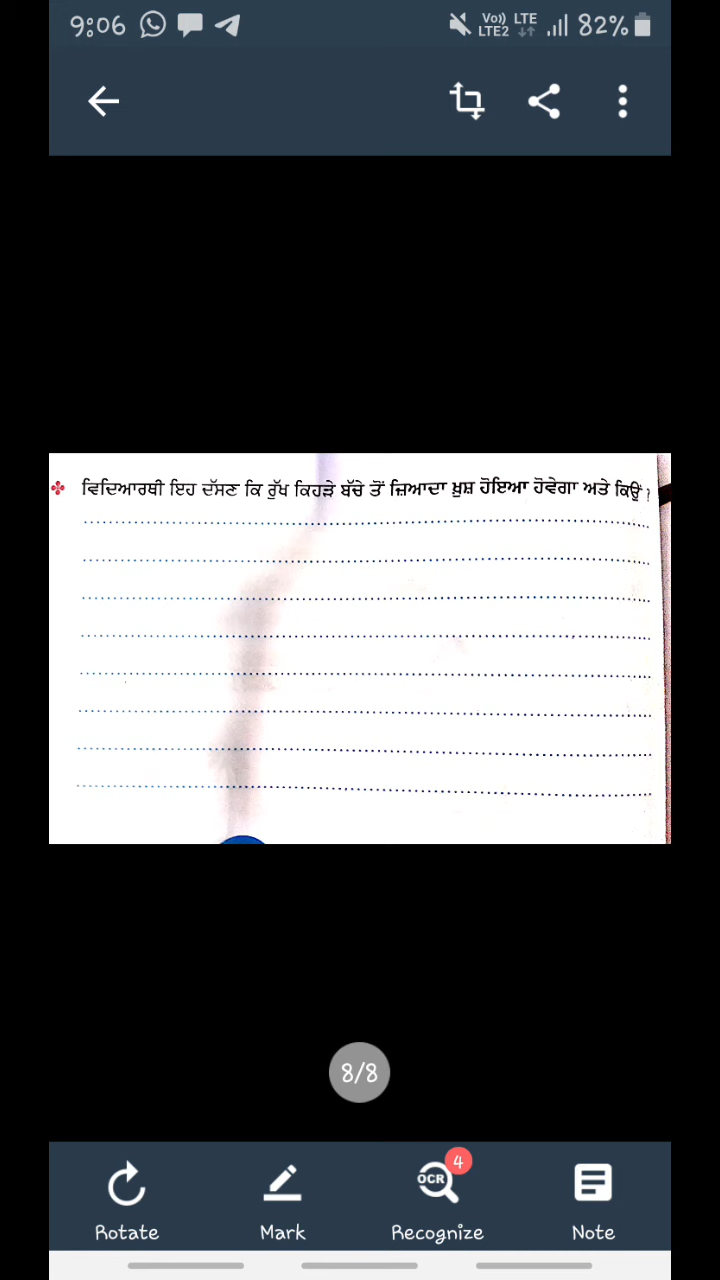 9:06 Vo)) LTE LTE2 82%
ਵਿਦਿਆਰਥੀ ਇਹ ਦੱਸਣ ਕਿ ਰੁੱਖ ਕਿਹੜੇ ਬੱਚੇ ਤੋਂ ਜ਼ਿਆਦਾ ਖ਼ੁਸ਼ ਹੋਇਆ ਹੋਵੇਗਾ ਅਤੇ ਕਿਉਂ ?
8/8
4
OCR
Rotate Mark Recognize Note